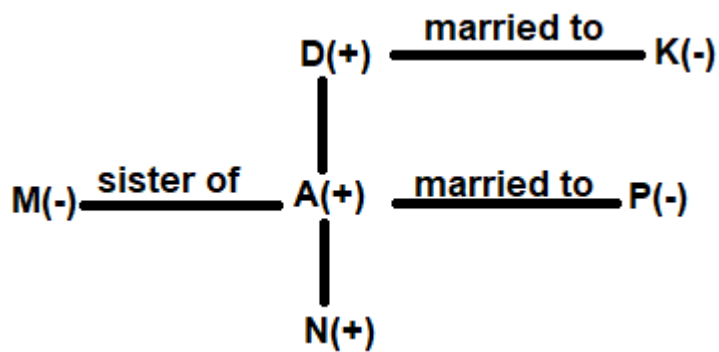 married to
D(+) K(-)
sister of married to
M(-) A(+) P(-)
N(+)